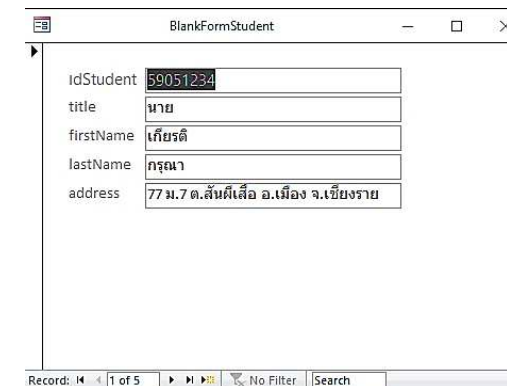 BlankFormStudent
IdStudent 59051234
title นาย
firstName เกียรติ
lastName กรุณา
address 77 ม.7 ต.สันผีเสื้อ อ.เมือง จ.เชียงราย
Record: 1 of 5 No Filter Search